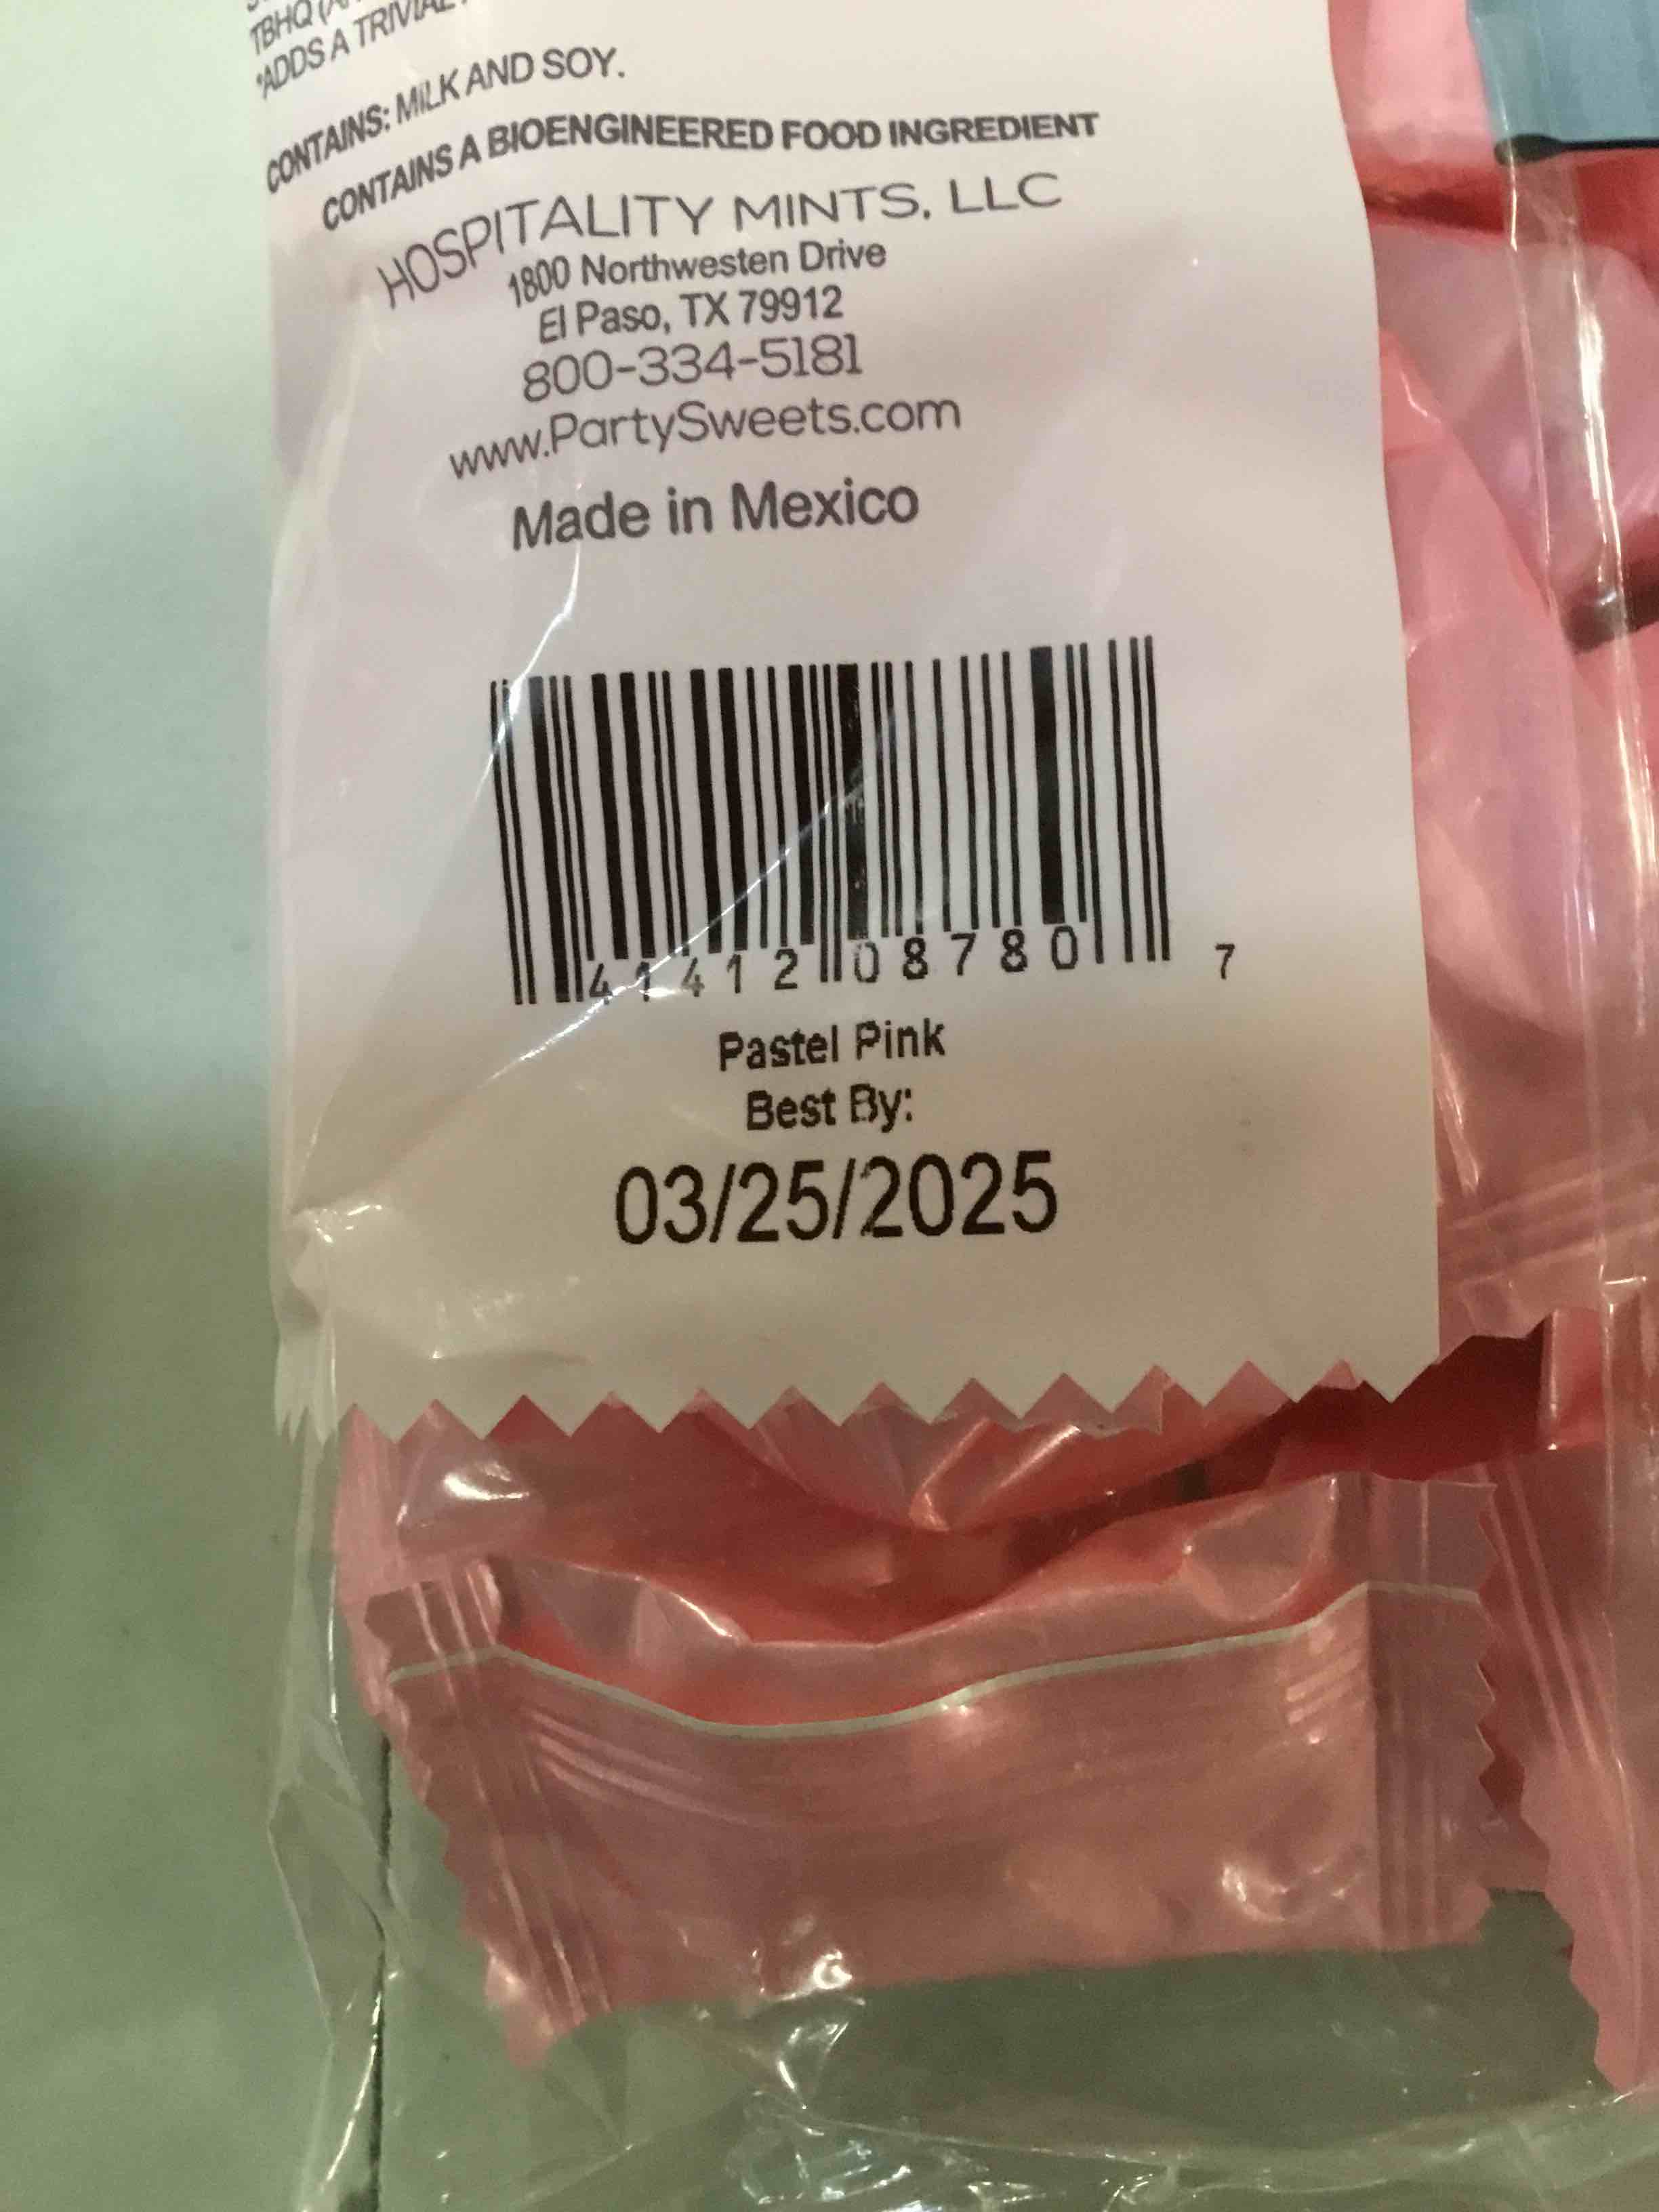 TBHQ
*ADDS A TRIVIAL
CONTAINS: MILK AND SOY.
CONTAINS A BIOENGINEERED FOOD INGREDIENT
HOSPITALITY MINTS, LLC
1800 Northwesten Drive
El Paso, TX 79912
800-334-5181
www.PartySweets.com
Made in Mexico
41412 08780 7
Pastel Pink
Best By:
03/25/2025